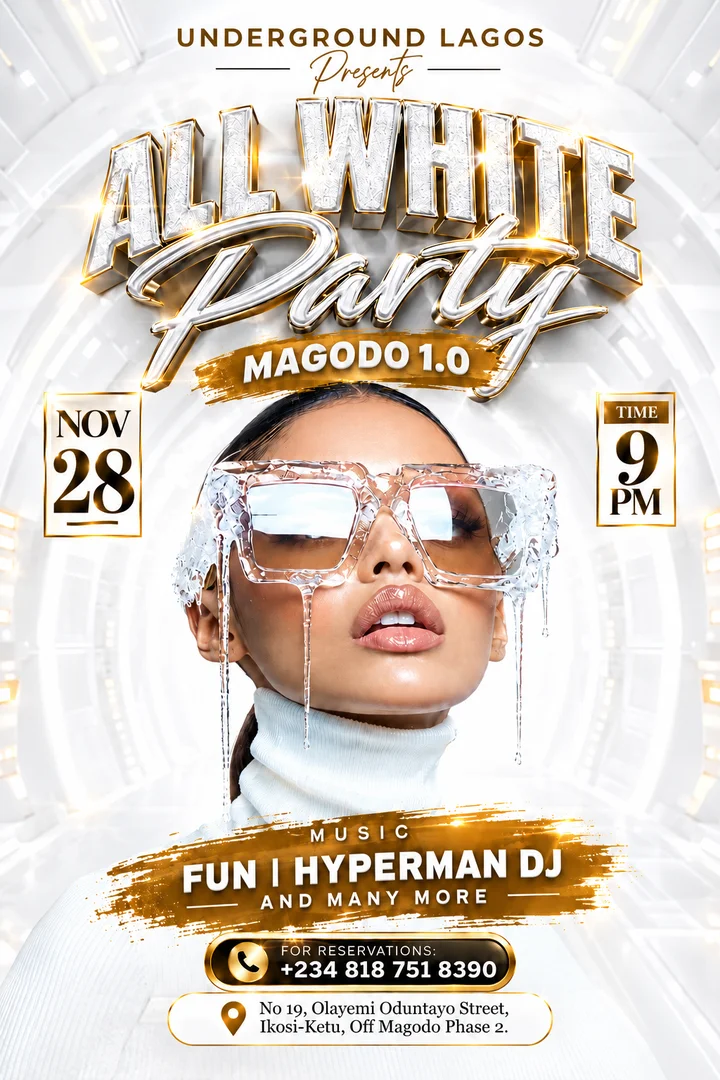 UNDERGROUND LAGOS
Presents
ALL WHITE
Party
MAGODO 1.0
NOV
28
TIME
9
PM
MUSIC
FUN | HYPERMAN DJ
AND MANY MORE
FOR RESERVATIONS:
+234 818 751 8390
No 19, Olayemi Oduntayo Street,
Ikosi-Ketu, Off Magodo Phase 2.